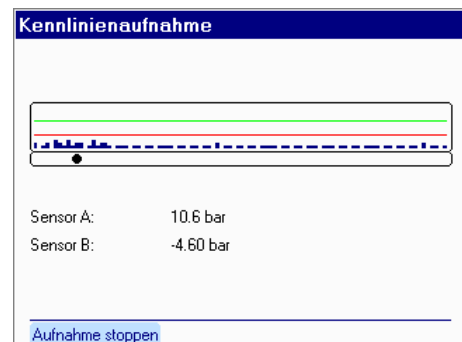 Kennlinienaufnahme
Sensor A: 10.6 bar
Sensor B: -4.60 bar
Aufnahme stoppen